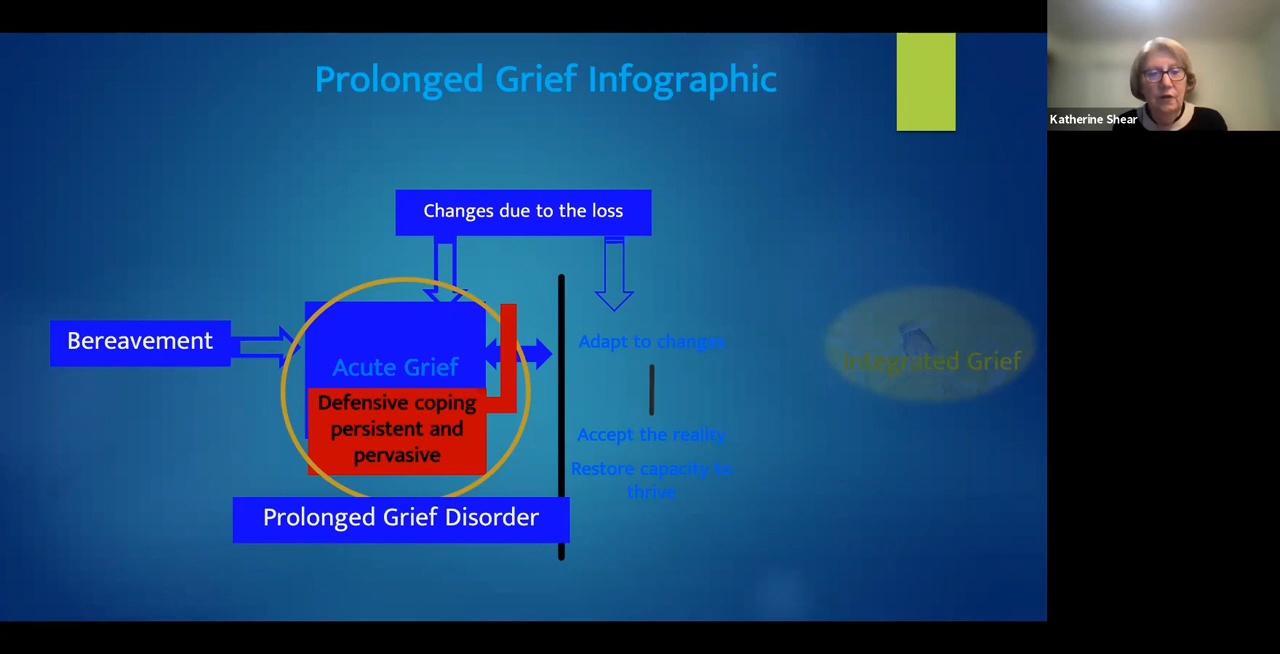 Prolonged Grief Infographic
Katherine Shear
Changes due to the loss
Bereavement
Acute Grief
Defensive coping
persistent and
pervasive
Prolonged Grief Disorder
Adapt to changes
Accept the reality
Restore capacity to
thrive
Integrated Grief